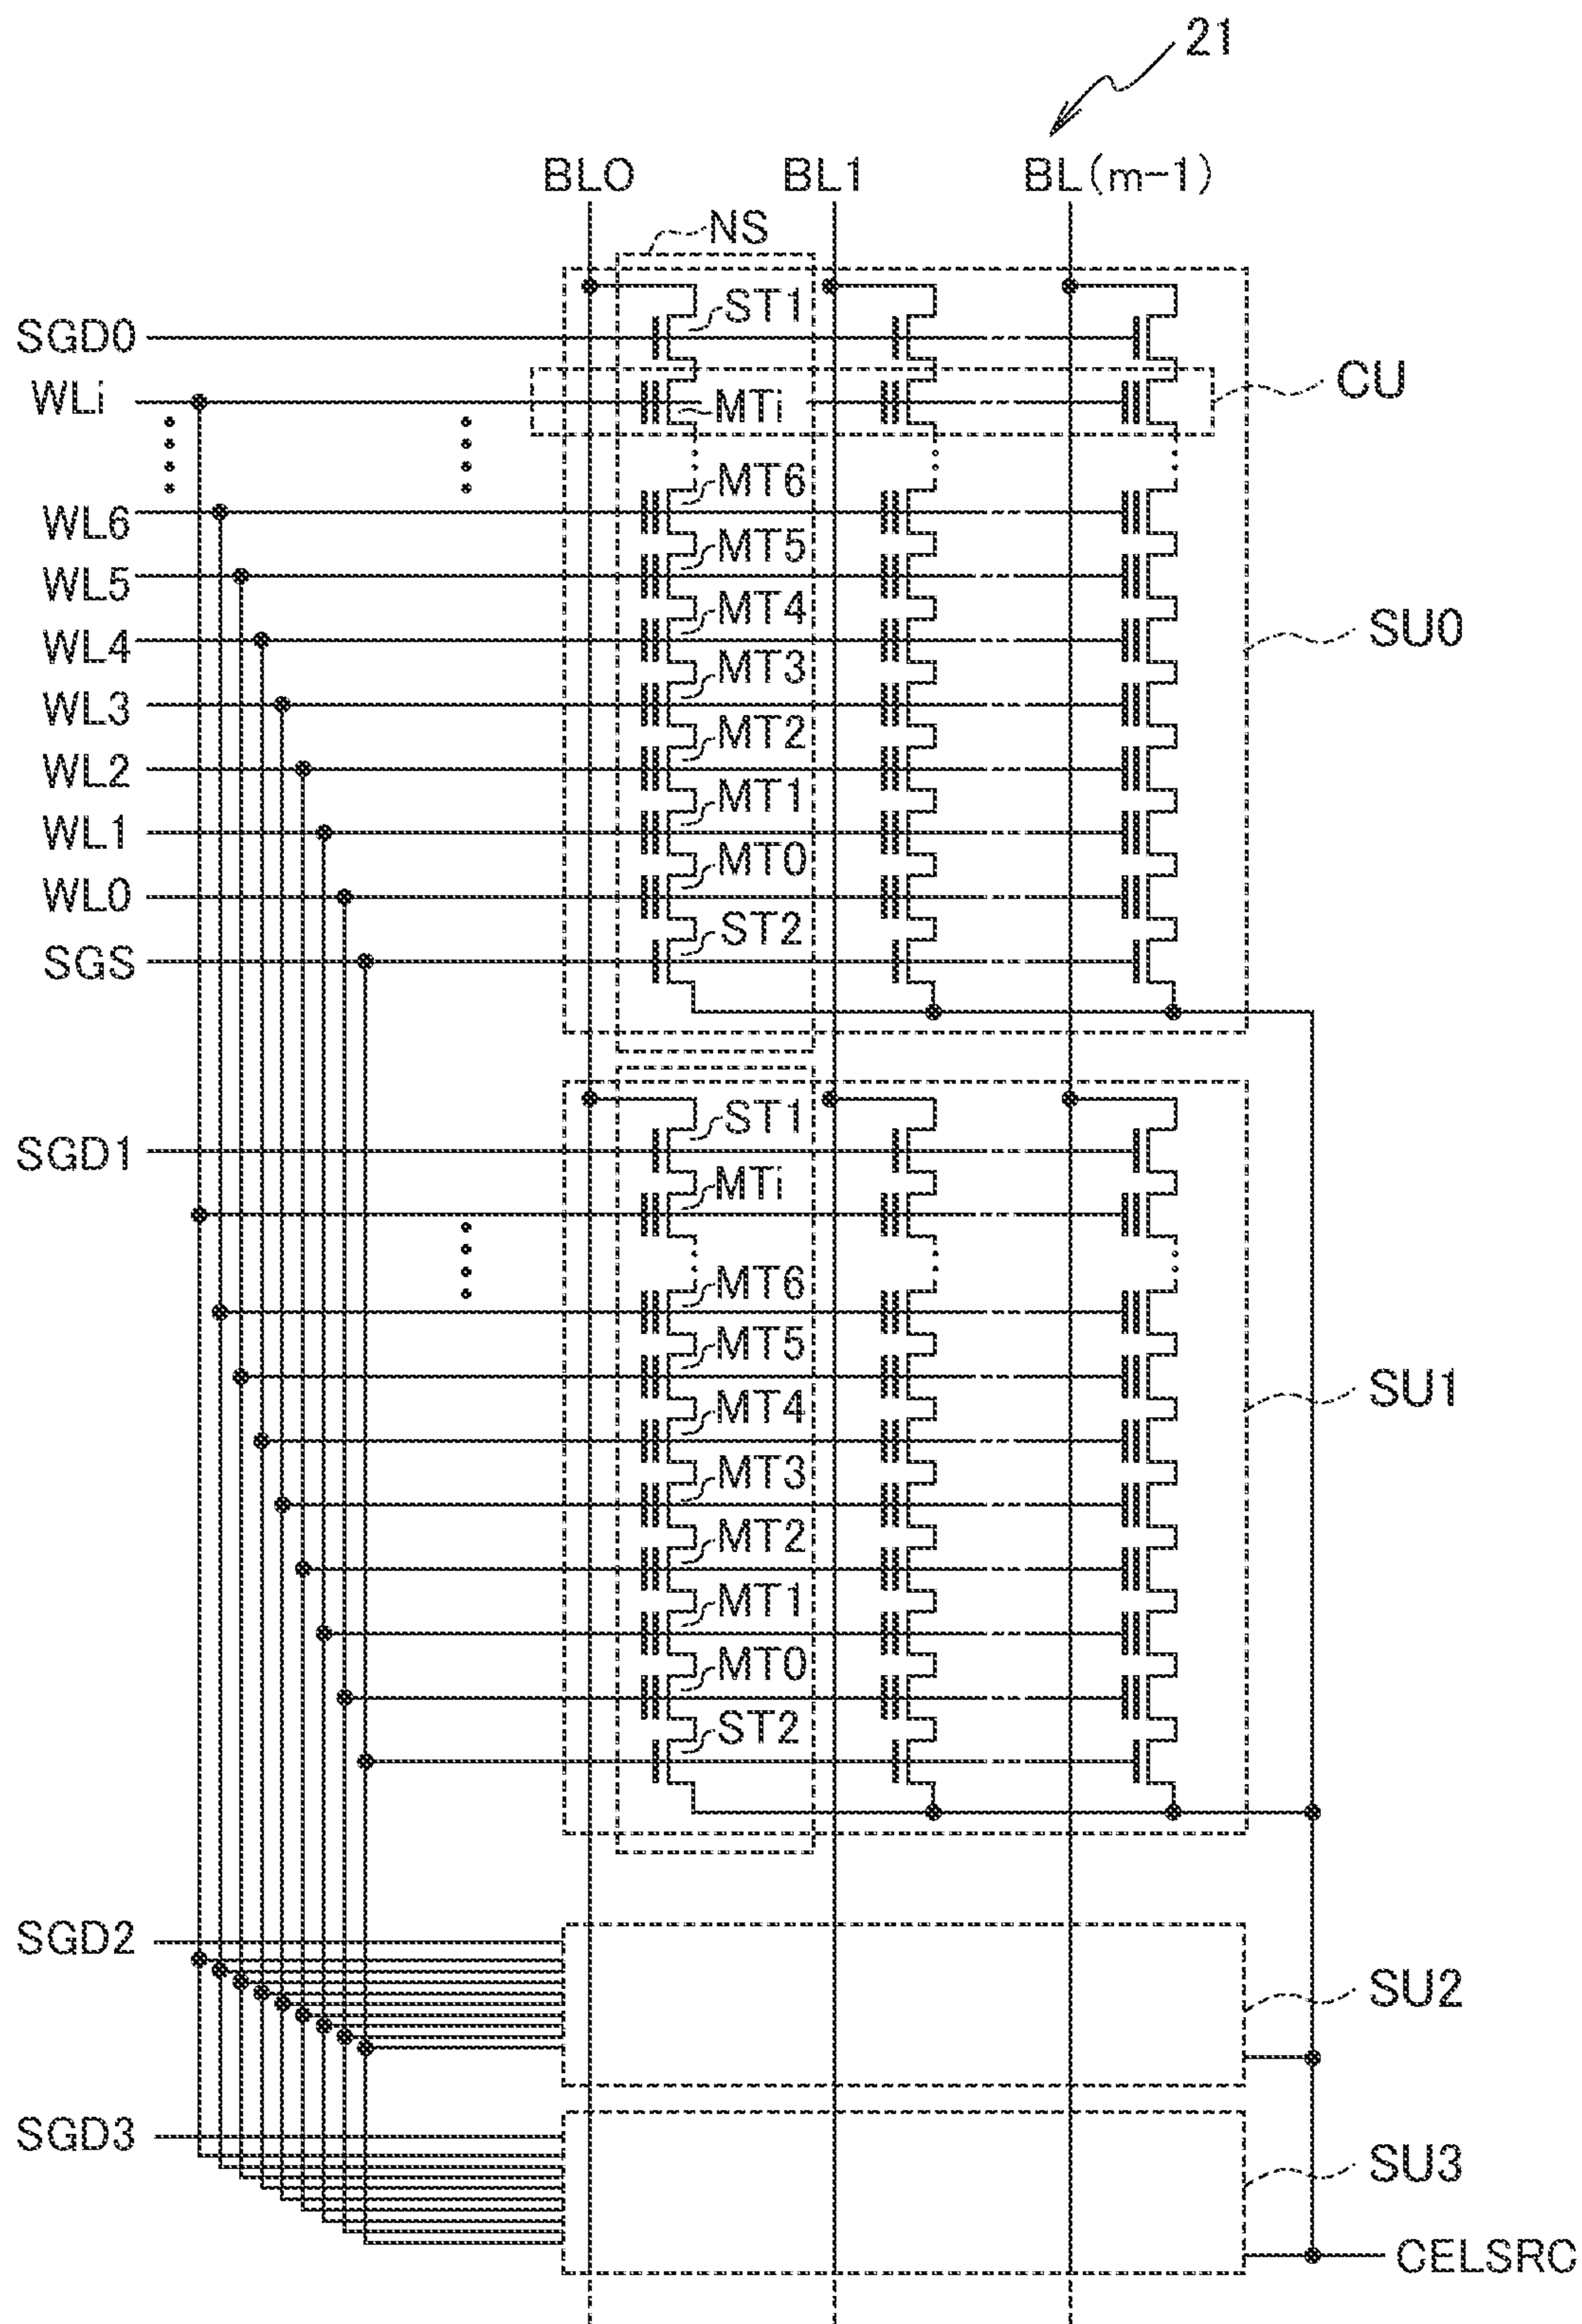 21
BL0 BL1 BL(m-1)
NS
SGD0 ST1
WLi MTi CU
WL6 MT6
WL5 MT5
WL4 MT4 SU0
WL3 MT3
WL2 MT2
WL1 MT1
WL0 MT0
SGS ST2
SGD1 ST1
MTi
MT6
MT5
MT4 SU1
MT3
MT2
MT1
MT0
ST2
SGD2
SU2
SGD3
SU3
CELSRC